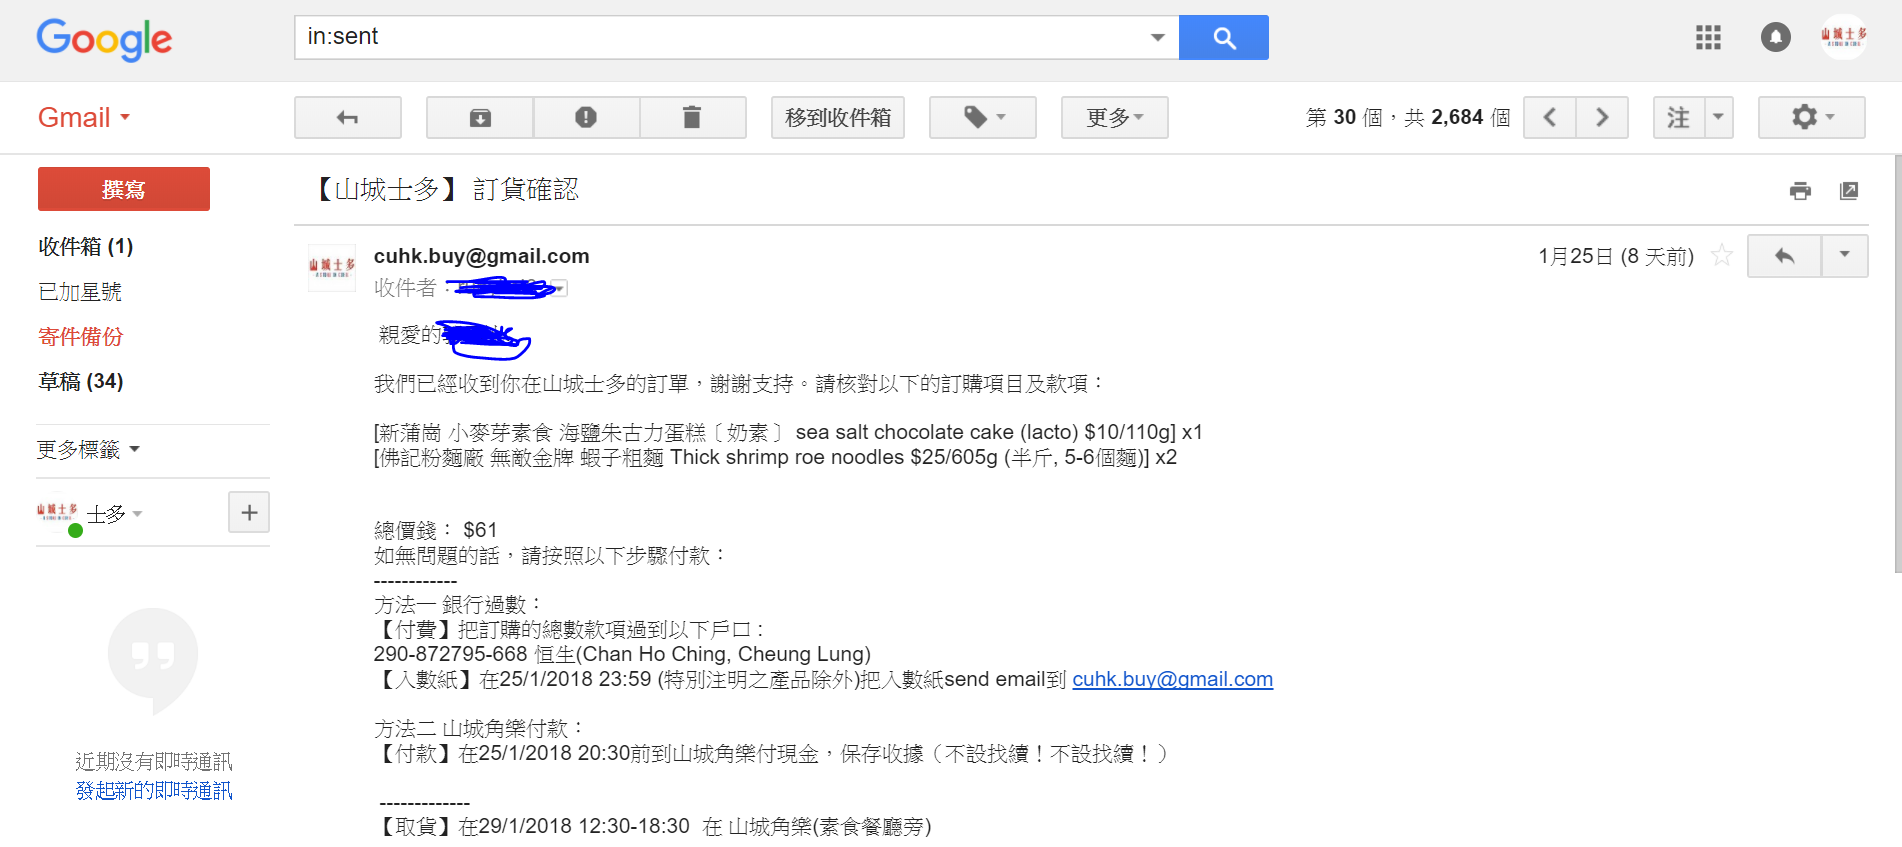 Google
in:sent
山城士多
Gmail
移到收件箱
更多
第 30 個，共 2,684 個
注
撰寫
【山城士多】 訂貨確認
收件箱 (1)
已加星號
寄件備份
草稿 (34)
更多標籤
山城士多
士多
近期沒有即時通訊
發起新的即時通訊
山城士多
cuhk.buy@gmail.com
1月25日 (8 天前)
收件者：
親愛的
我們已經收到你在山城士多的訂單，謝謝支持。請核對以下的訂購項目及款項：
[新蒲崗 小麥芽素食 海鹽朱古力蛋糕〔奶素〕 sea salt chocolate cake (lacto) $10/110g] x1
[佛記粉麵廠 無敵金牌 蝦子粗麵 Thick shrimp roe noodles $25/605g (半斤, 5-6個麵)] x2
總價錢： $61
如無問題的話，請按照以下步驟付款：
------------
方法一 銀行過數：
【付費】把訂購的總數款項過到以下戶口：
290-872795-668 恒生(Chan Ho Ching, Cheung Lung)
【入數紙】在25/1/2018 23:59 (特別注明之產品除外)把入數紙send email到 cuhk.buy@gmail.com
方法二 山城角樂付款：
【付款】在25/1/2018 20:30前到山城角樂付現金，保存收據（不設找續！不設找續！）
-------------
【取貨】在29/1/2018 12:30-18:30 在 山城角樂(素食餐廳旁)